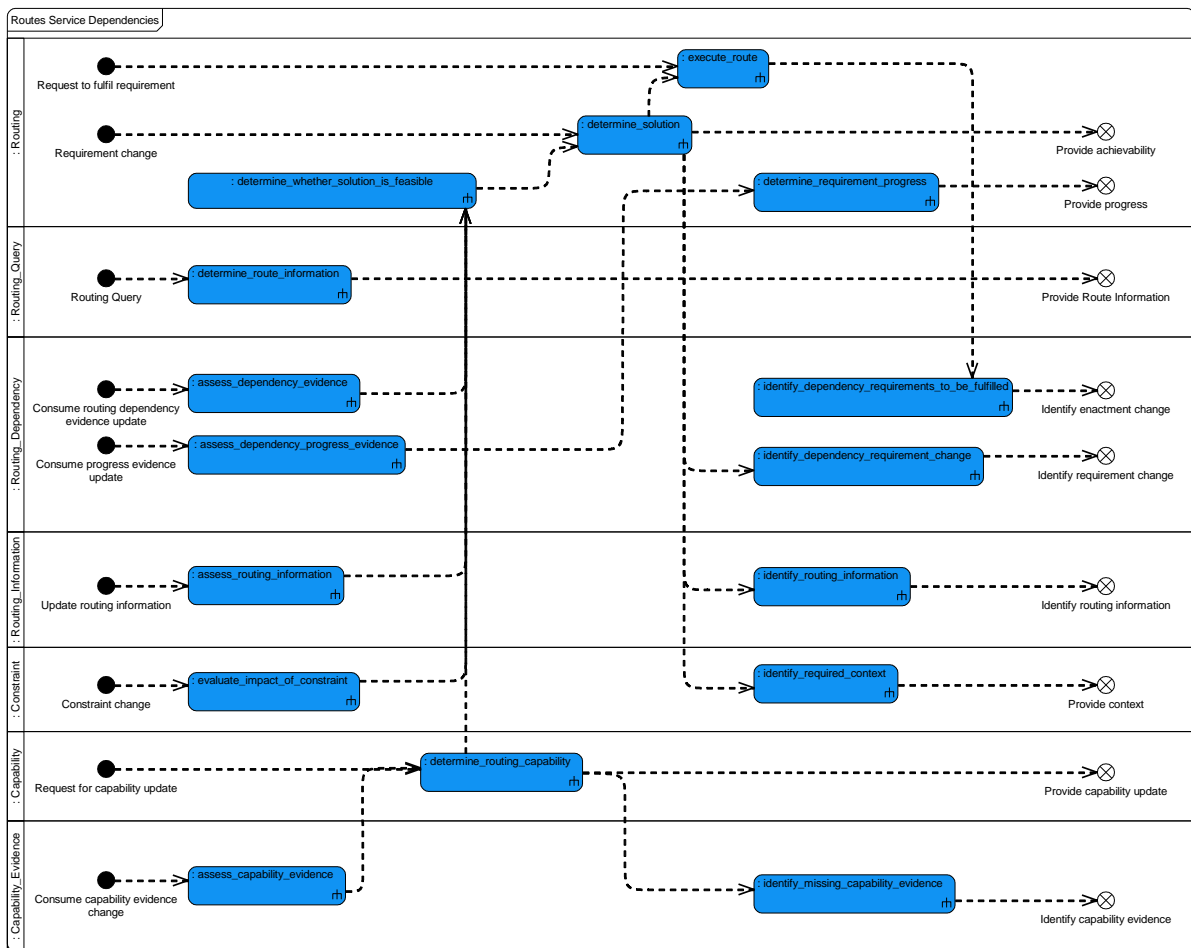 Routes Service Dependencies
: Routing
Request to fulfil requirement
: execute_route
Requirement change
: determine_solution
Provide achievability
: determine_whether_solution_is_feasible
: determine_requirement_progress
Provide progress
: Routing_Query
Routing Query
: determine_route_information
Provide Route Information
: Routing_Dependency
Consume routing dependency
evidence update
: assess_dependency_evidence
: identify_dependency_requirements_to_be_fulfilled
Identify enactment change
Consume progress evidence
update
: assess_dependency_progress_evidence
: identify_dependency_requirement_change
Identify requirement change
: Routing_Information
Update routing information
: assess_routing_information
: identify_routing_information
Identify routing information
: Constraint
Constraint change
: evaluate_impact_of_constraint
: identify_required_context
Provide context
: Capability
Request for capability update
: determine_routing_capability
Provide capability update
: Capability_Evidence
Consume capability evidence
change
: assess_capability_evidence
: identify_missing_capability_evidence
Identify capability evidence